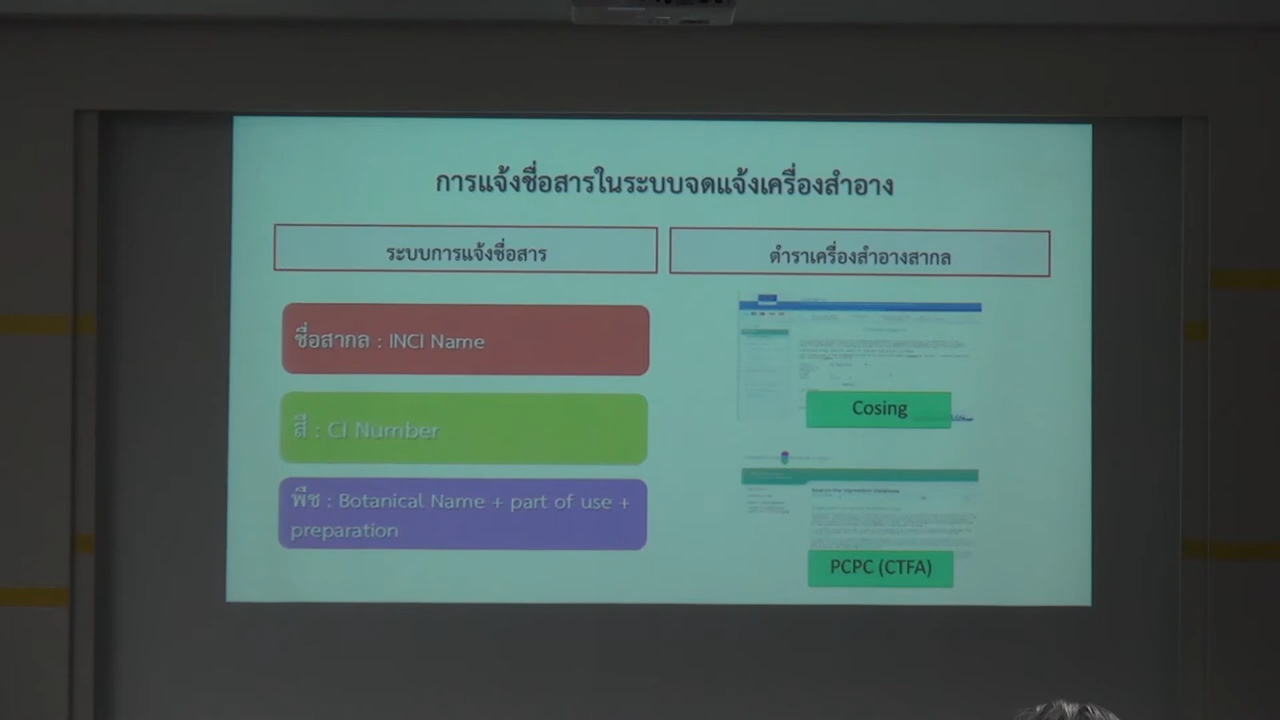 การแจ้งชื่อสารในระบบจดแจ้งเครื่องสำอาง
ระบบการแจ้งชื่อสาร
ตำราเครื่องสำอางสากล
ชื่อสากล : INCI Name
สี : CI Number
พืช : Botanical Name + part of use +
preparation
Cosing
PCPC (CTFA)